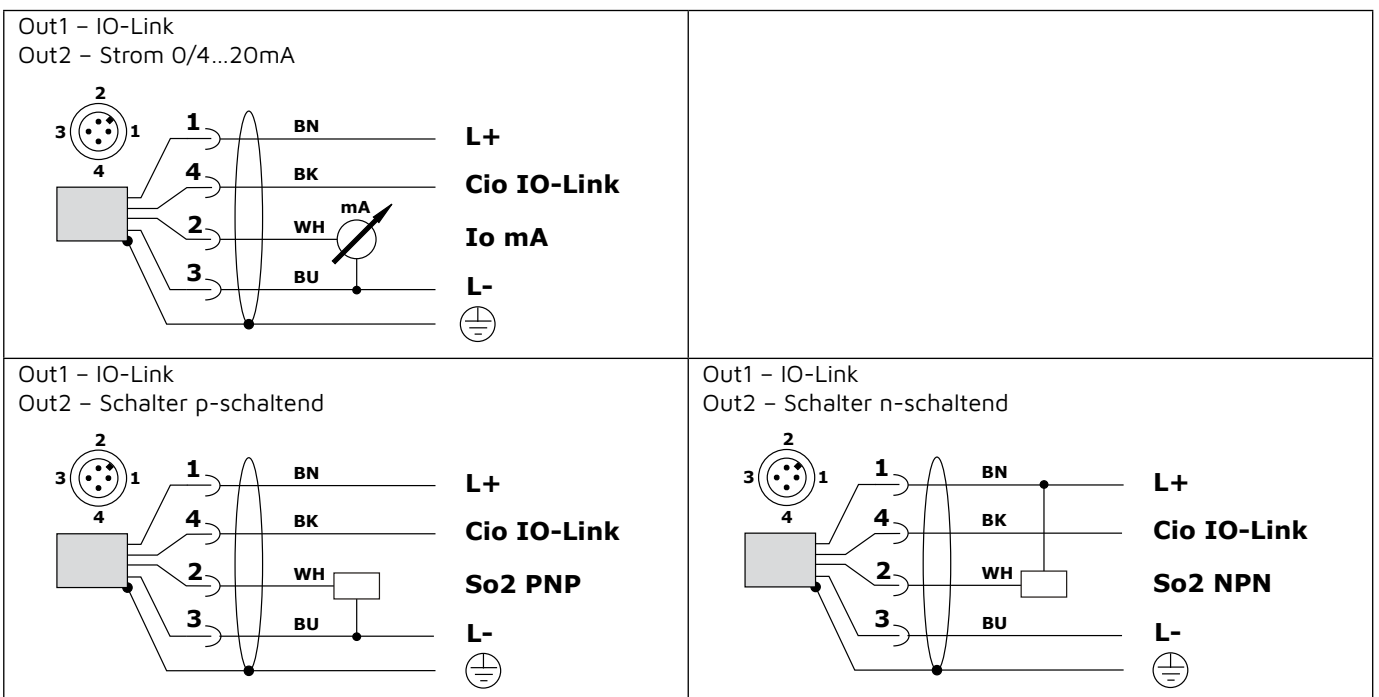 Out1 – IO-Link
Out2 – Strom 0/4...20mA
2
3 1
4
1 BN L+
4 BK Cio IO-Link
mA
2 WH Io mA
3 BU L-
Out1 – IO-Link
Out2 – Schalter p-schaltend
2
3 1
4
1 BN L+
4 BK Cio IO-Link
2 WH So2 PNP
3 BU L-
Out1 – IO-Link
Out2 – Schalter n-schaltend
2
3 1
4
1 BN L+
4 BK Cio IO-Link
2 WH So2 NPN
3 BU L-